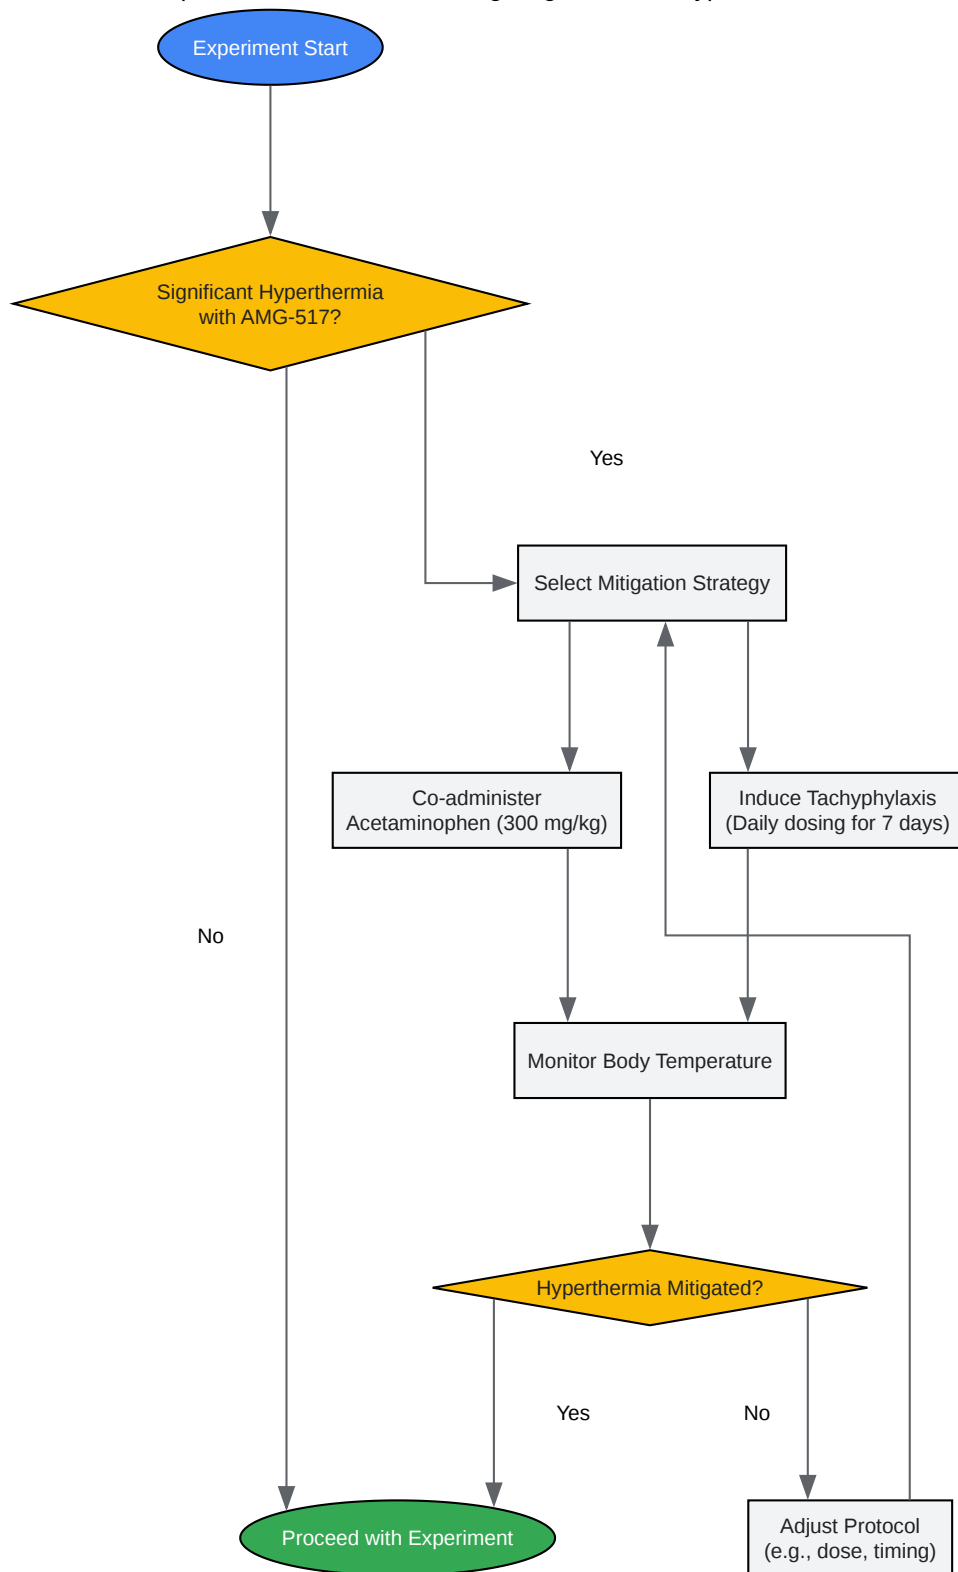 Experiment Start
Significant Hyperthermia
with AMG-517?
Yes
Select Mitigation Strategy
Co-administer
Acetaminophen (300 mg/kg)
Induce Tachyphylaxis
(Daily dosing for 7 days)
No
Monitor Body Temperature
Hyperthermia Mitigated?
Yes
No
Proceed with Experiment
Adjust Protocol
(e.g., dose, timing)